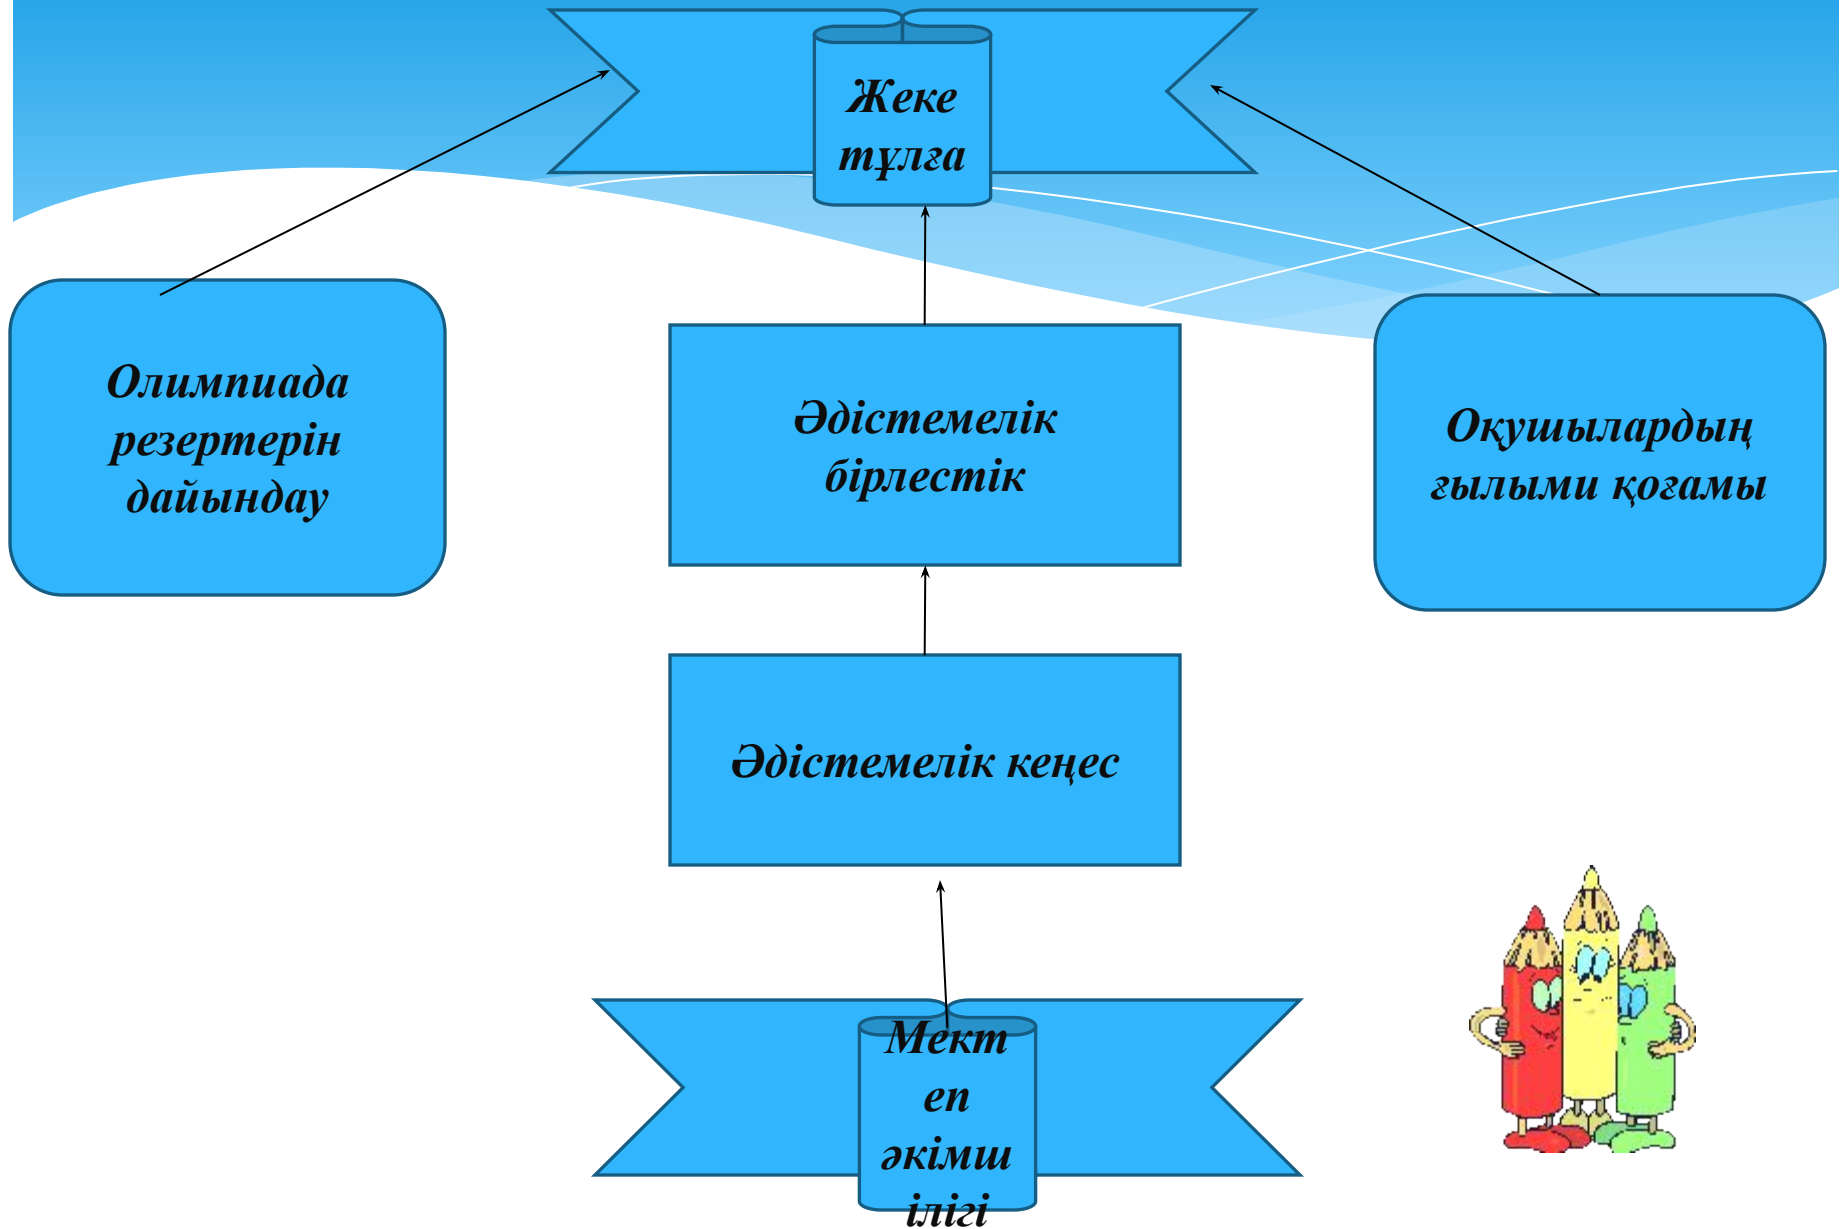 Жеке
тұлға
Олимпиада
резертерін
дайындау
Әдістемелік
бірлестік
Оқушылардың
ғылыми қоғамы
Әдістемелік кеңес
Мект
еп
әкімш
ілігі